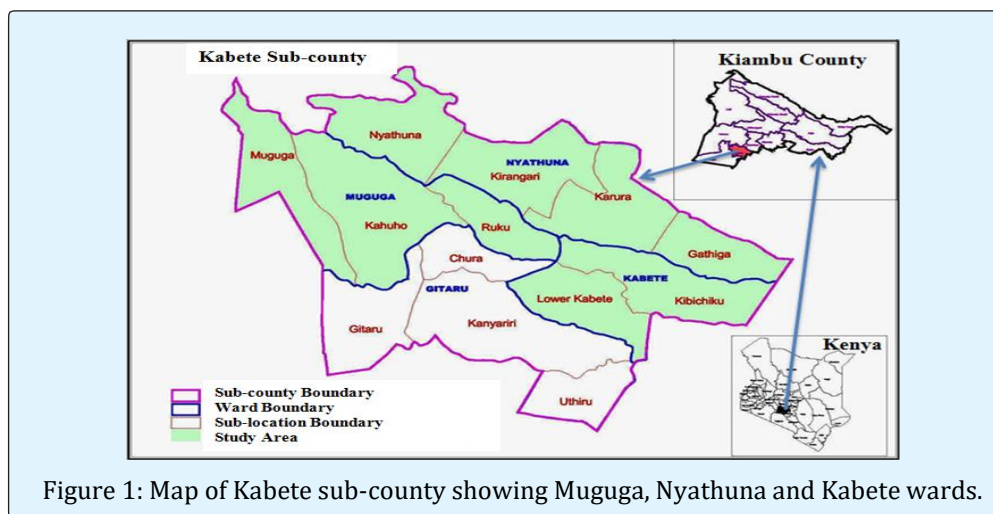 Kabete Sub-county
Kiambu County
Nyathuna
Muguga
NYATHUNA
Kirangari
MUGUGA
Karura
Kahuho
Ruku
Chura
Gathiga
GITARU
KABETE
Lower Kabete
Kibichiku
Gitaru
Kanyariri
Kenya
Uthiru
Sub-county Boundary
Ward Boundary
Sub-location Boundary
Study Area
Figure 1: Map of Kabete sub-county showing Muguga, Nyathuna and Kabete wards.